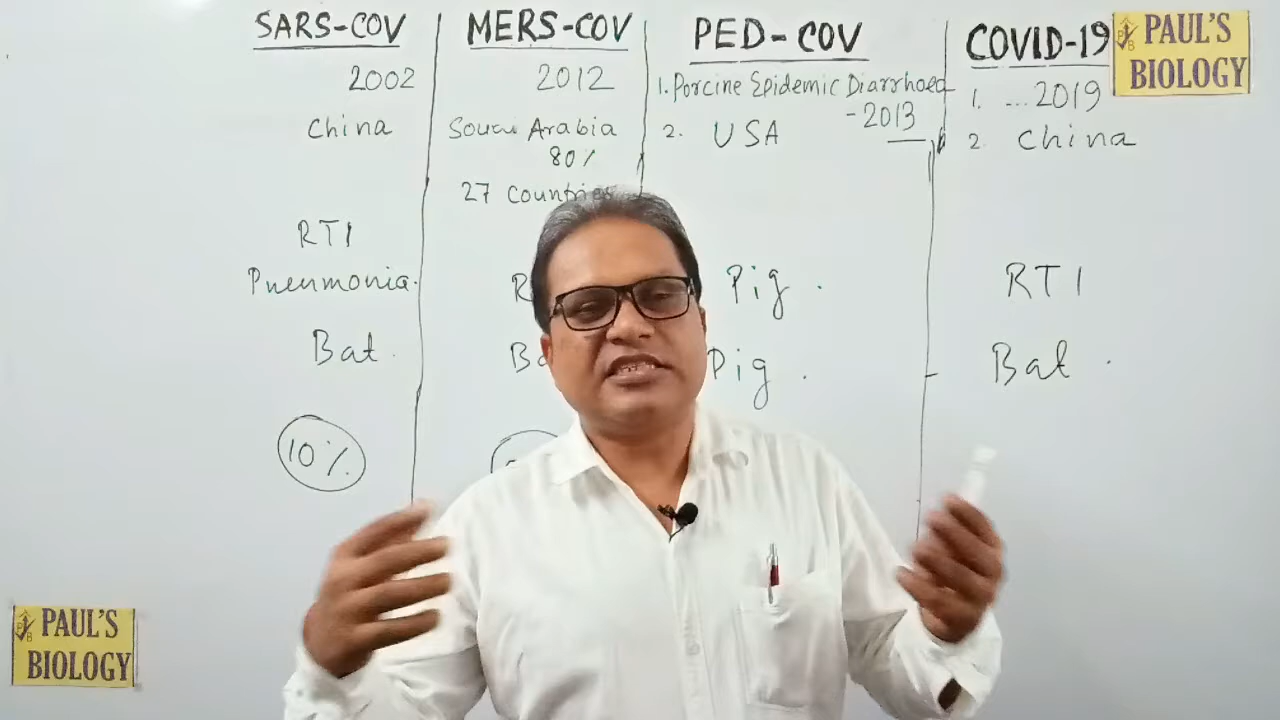 SARS-COV
2002
China
RTI
Pneumonia.
Bat.
10%
MERS-COV
2012
Arabia
80%
27 Countries
PED-COV
1. Porcine Epidemic Diarrhoea
-2013
2. USA
Pig.
Pig.
COVID-19
1. ...2019
2. China
RTI
Bat.
PAUL'S
BIOLOGY
PAUL'S
BIOLOGY